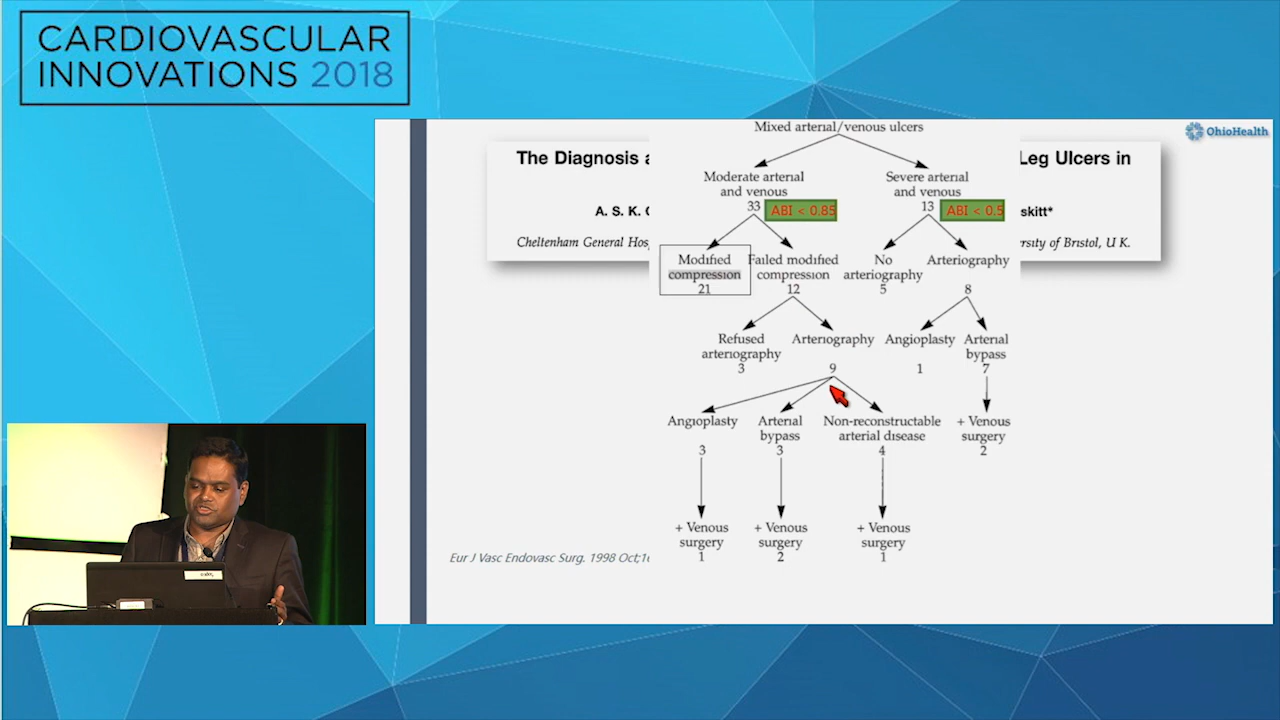 CARDIOVASCULAR
INNOVATIONS 2018
OhioHealth
The Diagnosis
Leg Ulcers in
A. S. K.
skitt*
Cheltenham General Hos
rsity of Bristol, U K.
Mixed arterial/venous ulcers
Moderate arterial
and venous
33
ABI < 0.85
Severe arterial
and venous
13
ABI < 0.5
Modified
compression
21
Failed modified
compression
12
No
arteriography
5
Arteriography
8
Refused
arteriography
3
Arteriography
9
Angioplasty
1
Arterial
bypass
7
Angioplasty
3
Arterial
bypass
3
Non-reconstructable
arterial disease
4
+ Venous
surgery
2
+ Venous
surgery
1
+ Venous
surgery
2
+ Venous
surgery
1
Eur J Vasc Endovasc Surg. 1998 Oct;